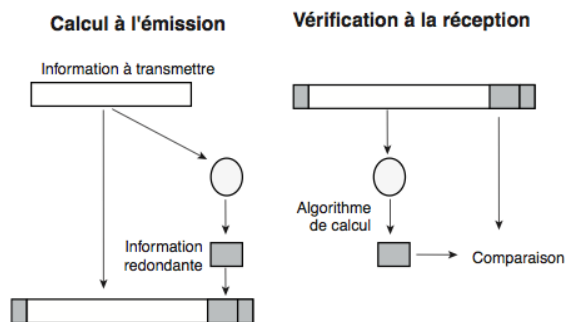 Calcul à l'émission
Vérification à la réception
Information à transmettre
Algorithme
de calcul
Information
redondante
Comparaison